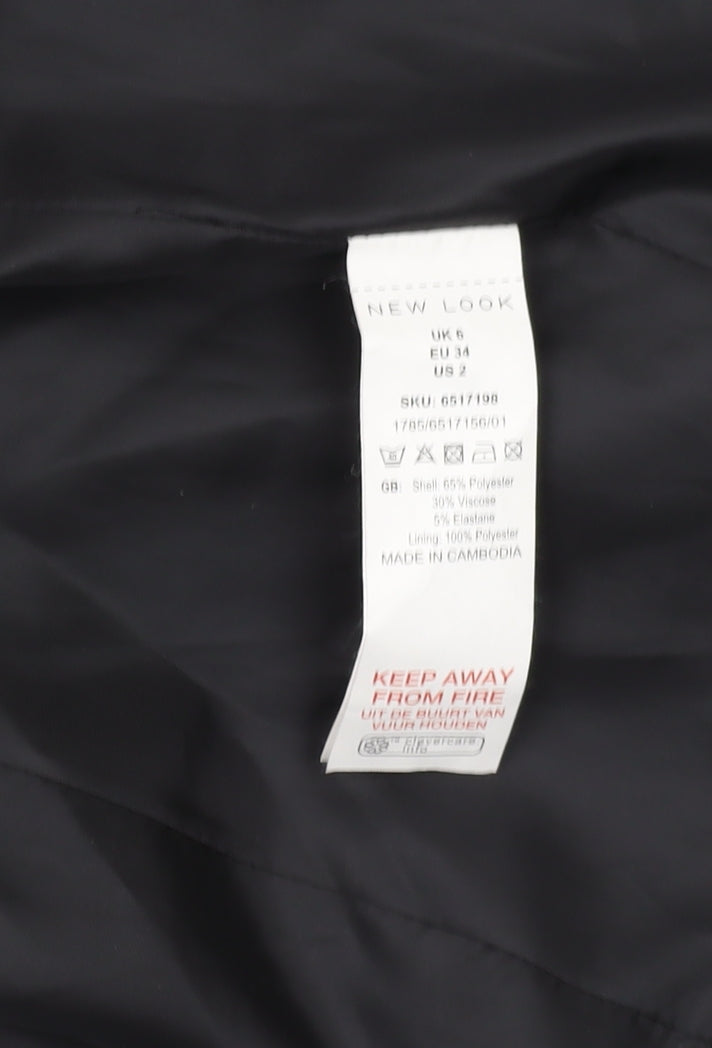 NEW LOOK
UK 6
EU 34
US 2
SKU: 6517198
1785/6517156/01
GB: Shell: 65% Polyester
30% Viscose
5% Elastane
Lining: 100% Polyester
MADE IN CAMBODIA
KEEP AWAY
FROM FIRE
UIT DE BUURT VAN
VUUR HOUDEN
clevercare
.info